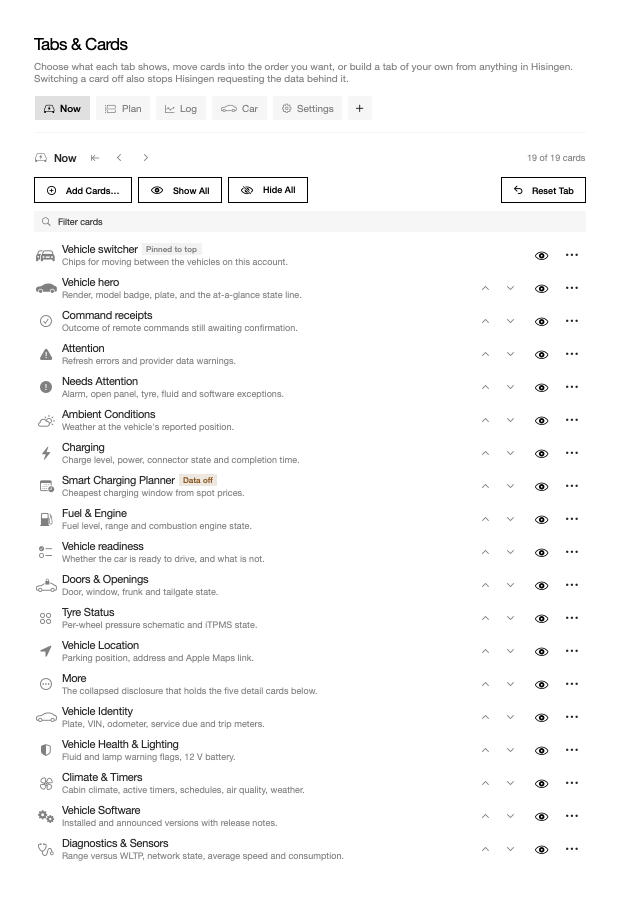 Tabs & Cards
Choose what each tab shows, move cards into the order you want, or build a tab of your own from anything in Hisingen.
Switching a card off also stops Hisingen requesting the data behind it.
Now Plan Log Car Settings +
Now 19 of 19 cards
Add Cards... Show All Hide All Reset Tab
Filter cards
Vehicle switcher Pinned to top
Chips for moving between the vehicles on this account.
Vehicle hero
Render, model badge, plate, and the at-a-glance state line.
Command receipts
Outcome of remote commands still awaiting confirmation.
Attention
Refresh errors and provider data warnings.
Needs Attention
Alarm, open panel, tyre, fluid and software exceptions.
Ambient Conditions
Weather at the vehicle's reported position.
Charging
Charge level, power, connector state and completion time.
Smart Charging Planner Data off
Cheapest charging window from spot prices.
Fuel & Engine
Fuel level, range and combustion engine state.
Vehicle readiness
Whether the car is ready to drive, and what is not.
Doors & Openings
Door, window, frunk and tailgate state.
Tyre Status
Per-wheel pressure schematic and iTPMS state.
Vehicle Location
Parking position, address and Apple Maps link.
More
The collapsed disclosure that holds the five detail cards below.
Vehicle Identity
Plate, VIN, odometer, service due and trip meters.
Vehicle Health & Lighting
Fluid and lamp warning flags, 12 V battery.
Climate & Timers
Cabin climate, active timers, schedules, air quality, weather.
Vehicle Software
Installed and announced versions with release notes.
Diagnostics & Sensors
Range versus WLTP, network state, average speed and consumption.